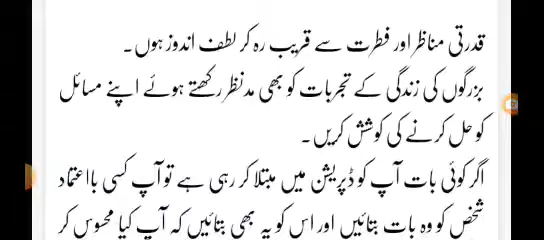 قدرتی مناظر اور فطرت سے قریب رہ کر لطف اندوز ہوں۔
بزرگوں کی زندگی کے تجربات کو بھی مدنظر رکھتے ہوئے اپنے مسائل
کو حل کرنے کی کوشش کریں۔
اگر کوئی بات آپ کو ڈپریشن میں مبتلا کر رہی ہے تو آپ کسی بااعتماد
شخص کو وہ بات بتائیں اور اس کو یہ بھی بتائیں کہ آپ کیا محسوس کر